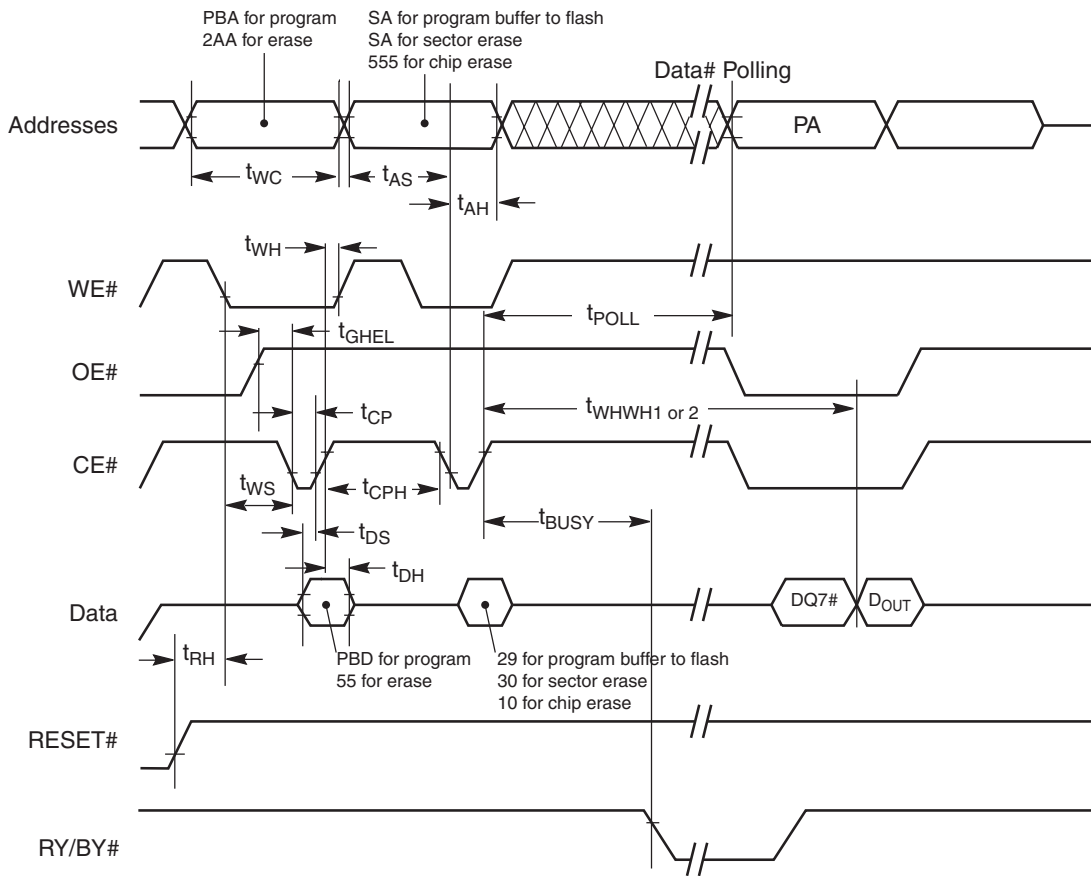 PBA for program
2AA for erase
SA for program buffer to flash
SA for sector erase
555 for chip erase
Data# Polling
Addresses
PA
tWC
tAS
tAH
tWH
WE#
tPOLL
tGHEL
OE#
tWHWH1 or 2
tCP
CE#
tWS
tCPH
tBUSY
tDS
tDH
Data
DQ7#
DOUT
tRH
PBD for program
55 for erase
29 for program buffer to flash
30 for sector erase
10 for chip erase
RESET#
RY/BY#